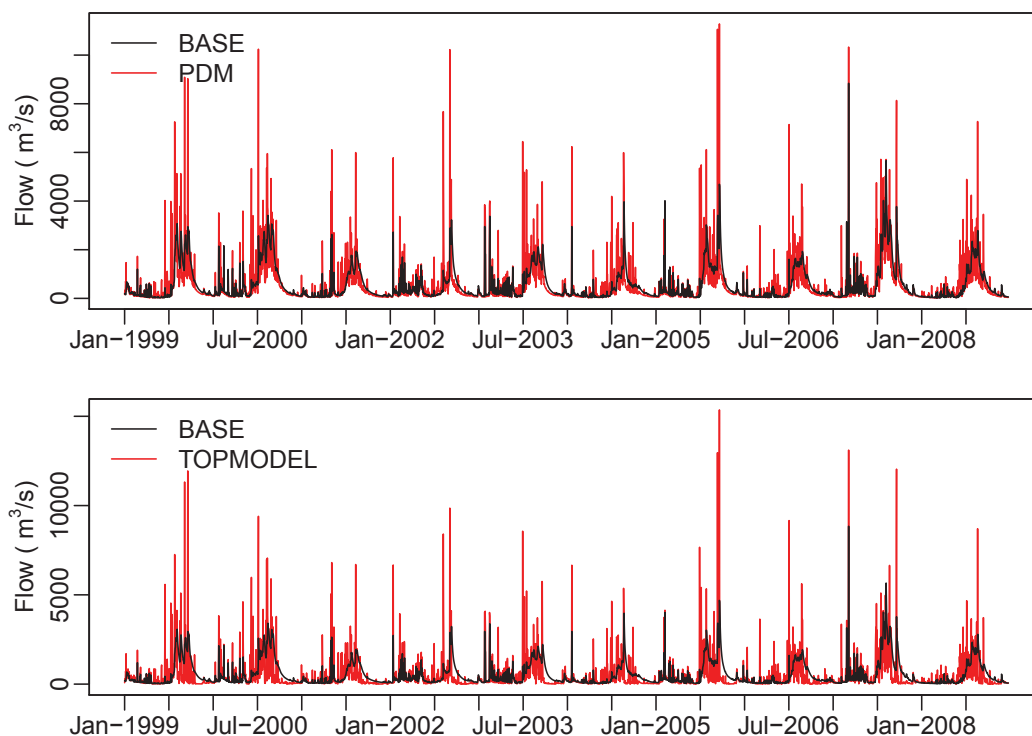 BASE
PDM
Flow ( m³/s)
0
4000
8000
Jan−1999 Jul−2000 Jan−2002 Jul−2003 Jan−2005 Jul−2006 Jan−2008
BASE
TOPMODEL
Flow ( m³/s)
0
5000
10000
Jan−1999 Jul−2000 Jan−2002 Jul−2003 Jan−2005 Jul−2006 Jan−2008